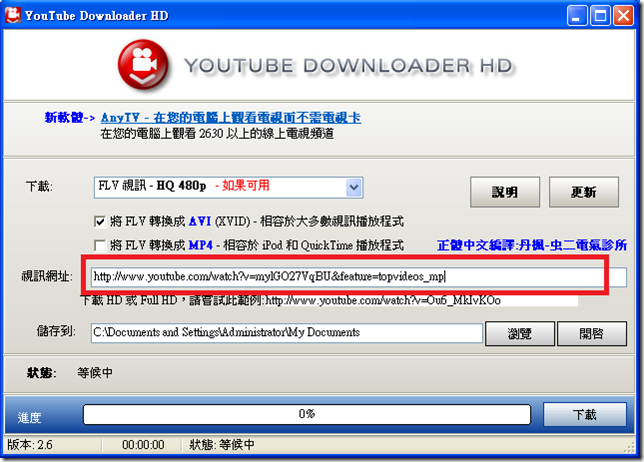 YouTube Downloader HD
YOUTUBE DOWNLOADER HD
新軟體-> AnyTV - 在您的電腦上觀看電視而不需電視卡
在您的電腦上觀看 2630 以上的線上電視頻道
下載: FLV 視訊 - HQ 480p - 如果可用 說明 更新
將 FLV 轉換成 AVI (XVID) - 相容於大多數視訊播放程式
將 FLV 轉換成 MP4 - 相容於 iPod 和 QuickTime 播放程式 正體中文編譯:丹楓-虫二電氣診所
視訊網址: http://www.youtube.com/watch?v=mylGO27VqBU&feature=topvideos_mp
下載 HD 或 Full HD，請嘗試此範例:http://www.youtube.com/watch?v=Ou6_MkIvKOo
儲存到: C:\Documents and Settings\Administrator\My Documents 瀏覽 開啓
狀態: 等候中
進度 0% 下載
版本: 2.6 00:00:00 狀態: 等候中